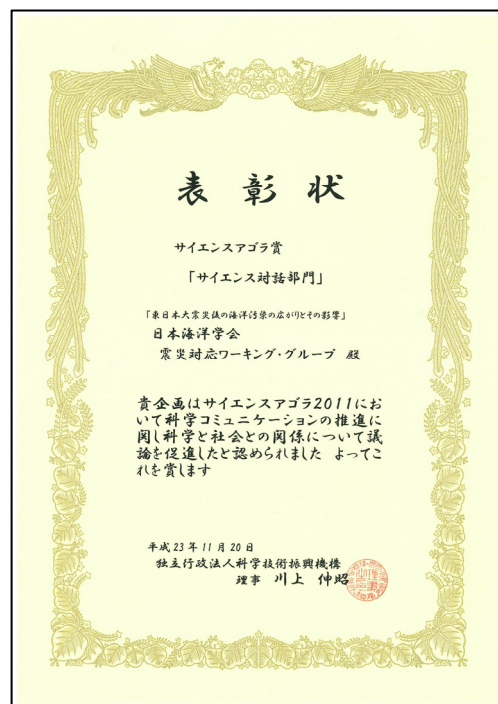 表彰状
サイエンスアゴラ賞
「サイエンス対話部門」
「東日本大震災後の海洋汚染の広がりとその影響」
日本海洋学会
震災対応ワーキング・グループ 殿
貴企画はサイエンスアゴラ2011にお
いて科学コミュニケーションの推進に
関し科学と社会との関係について議
論を促進したと認められました よってこ
れを賞します
平成23年11月20日
独立行政法人科学技術振興機構
理事 川上 伸昭